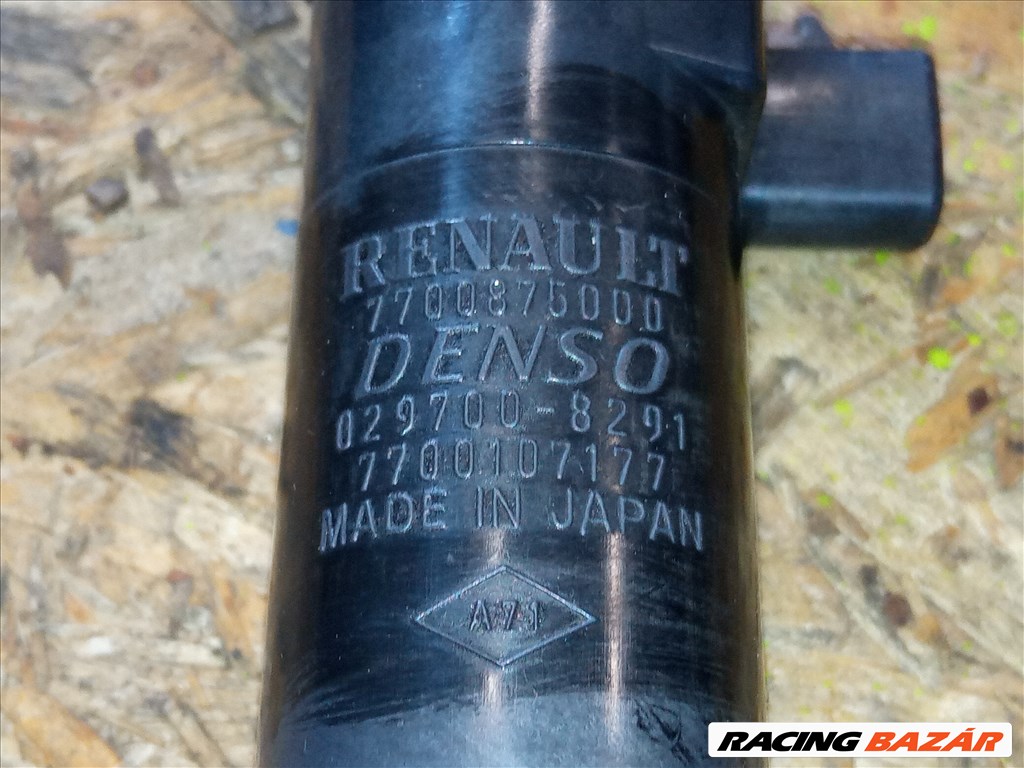 RENAULT
7700875000
DENSO
029700-8291
7700107177
MADE IN JAPAN
A71
RACING BAZÁR